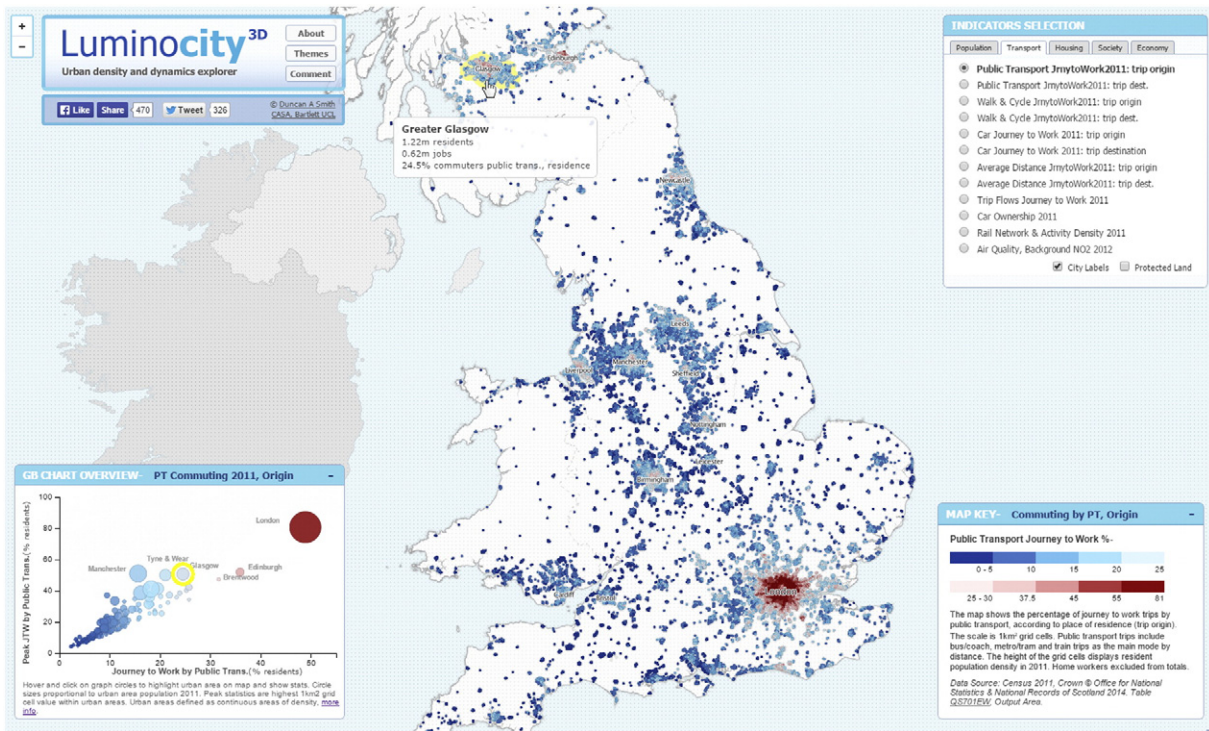 +
−
Luminocity3D
Urban density and dynamics explorer
About
Themes
Comment
Like
Share
470
Tweet
326
© Duncan A Smith
CASA, Bartlett UCL
Glasgow
Edinburgh
Greater Glasgow
1.22m residents
0.62m jobs
24.5% commuters public trans., residence
Newcastle
Leeds
Manchester
Liverpool
Sheffield
Nottingham
Leicester
Birmingham
Cardiff
Bristol
London
INDICATORS SELECTION
Population
Transport
Housing
Society
Economy
Public Transport JrnytoWork2011: trip origin
Public Transport JrnytoWork2011: trip dest.
Walk & Cycle JrnytoWork2011: trip origin
Walk & Cycle JrnytoWork2011: trip dest.
Car Journey to Work 2011: trip origin
Car Journey to Work 2011: trip destination
Average Distance JrnytoWork2011: trip origin
Average Distance JrnytoWork2011: trip dest.
Trip Flows Journey to Work 2011
Car Ownership 2011
Rail Network & Activity Density 2011
Air Quality, Background NO2 2012
City Labels
Protected Land
GB CHART OVERVIEW- PT Commuting 2011, Origin −
Peak JTW by Public Trans.(% residents)
100
80
60
40
20
0
London
Tyne & Wear
Manchester
Glasgow
Edinburgh
Brentwood
0 10 20 30 40 50
Journey to Work by Public Trans.(% residents)
Hover and click on graph circles to highlight urban area on map and show stats. Circle
sizes proportional to urban area population 2011. Peak statistics are highest 1km2 grid
cell value within urban areas. Urban areas defined as continuous areas of density, more
info.
MAP KEY- Commuting by PT, Origin −
Public Transport Journey to Work %-
0 - 5 10 15 20 25
25 - 30 37.5 45 55 81
The map shows the percentage of journey to work trips by
public transport, according to place of residence (trip origin).
The scale is 1km² grid cells. Public transport trips include
bus/coach, metro/tram and train trips as the main mode by
distance. The height of the grid cells displays resident
population density in 2011. Home workers excluded from totals.
Data Source: Census 2011, Crown © Office for National
Statistics & National Records of Scotland 2014. Table
QS701EW. Output Area.